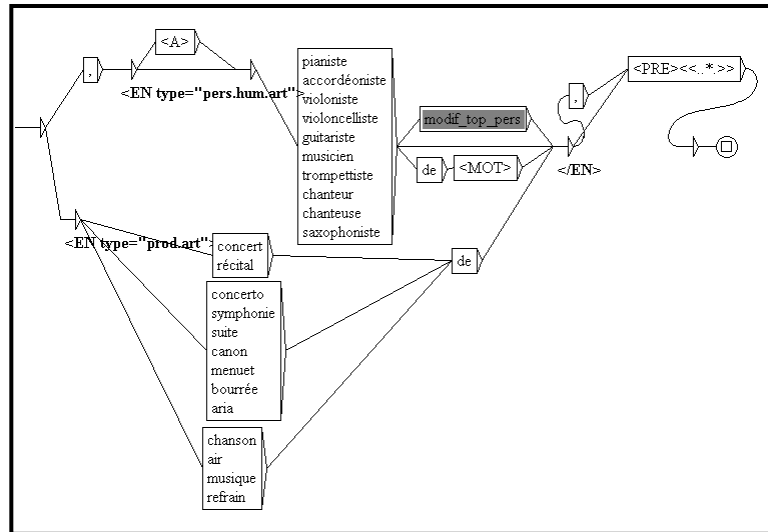 <A>
,
<EN type="pers.hum.art">
pianiste
accordéoniste
violoniste
violoncelliste
guitariste
musicien
trompettiste
chanteur
chanteuse
saxophoniste
modif_top_pers
de <MOT>
,
</EN>
<PRE><<..*.>>
<EN type="prod.art">
concert
récital
de
concerto
symphonie
suite
canon
menuet
bourrée
aria
chanson
air
musique
refrain